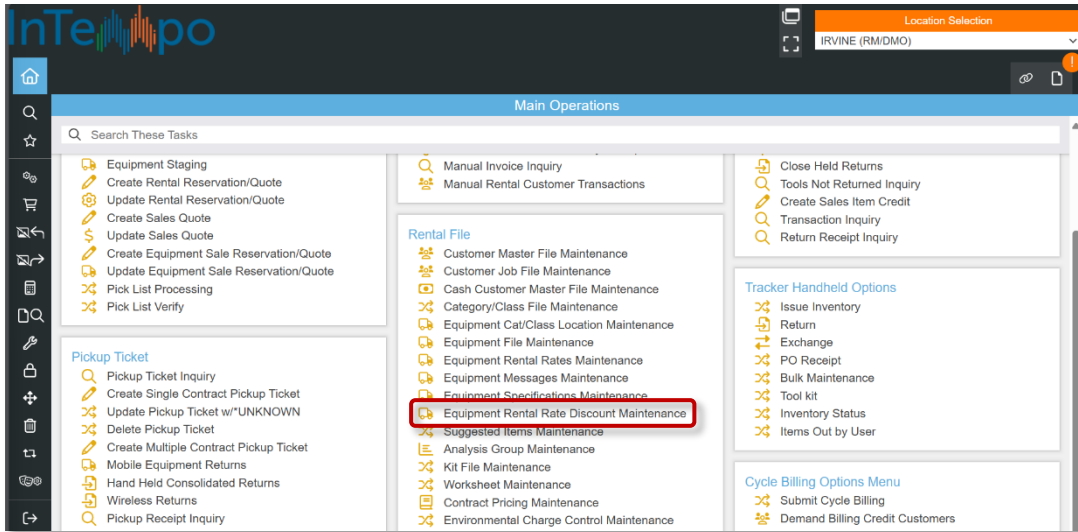 InTempo
Location Selection
IRVINE (RM/DMO)
Main Operations
Search These Tasks
Equipment Staging
Create Rental Reservation/Quote
Update Rental Reservation/Quote
Create Sales Quote
Update Sales Quote
Create Equipment Sale Reservation/Quote
Update Equipment Sale Reservation/Quote
Pick List Processing
Pick List Verify
Pickup Ticket
Pickup Ticket Inquiry
Create Single Contract Pickup Ticket
Update Pickup Ticket w/*UNKNOWN
Delete Pickup Ticket
Create Multiple Contract Pickup Ticket
Mobile Equipment Returns
Hand Held Consolidated Returns
Wireless Returns
Pickup Receipt Inquiry
Manual Invoice Inquiry
Manual Rental Customer Transactions
Rental File
Customer Master File Maintenance
Customer Job File Maintenance
Cash Customer Master File Maintenance
Category/Class File Maintenance
Equipment Cat/Class Location Maintenance
Equipment File Maintenance
Equipment Rental Rates Maintenance
Equipment Messages Maintenance
Equipment Specifications Maintenance
Equipment Rental Rate Discount Maintenance
Suggested Items Maintenance
Analysis Group Maintenance
Kit File Maintenance
Worksheet Maintenance
Contract Pricing Maintenance
Environmental Charge Control Maintenance
Close Held Returns
Tools Not Returned Inquiry
Create Sales Item Credit
Transaction Inquiry
Return Receipt Inquiry
Tracker Handheld Options
Issue Inventory
Return
Exchange
PO Receipt
Bulk Maintenance
Tool kit
Inventory Status
Items Out by User
Cycle Billing Options Menu
Submit Cycle Billing
Demand Billing Credit Customers